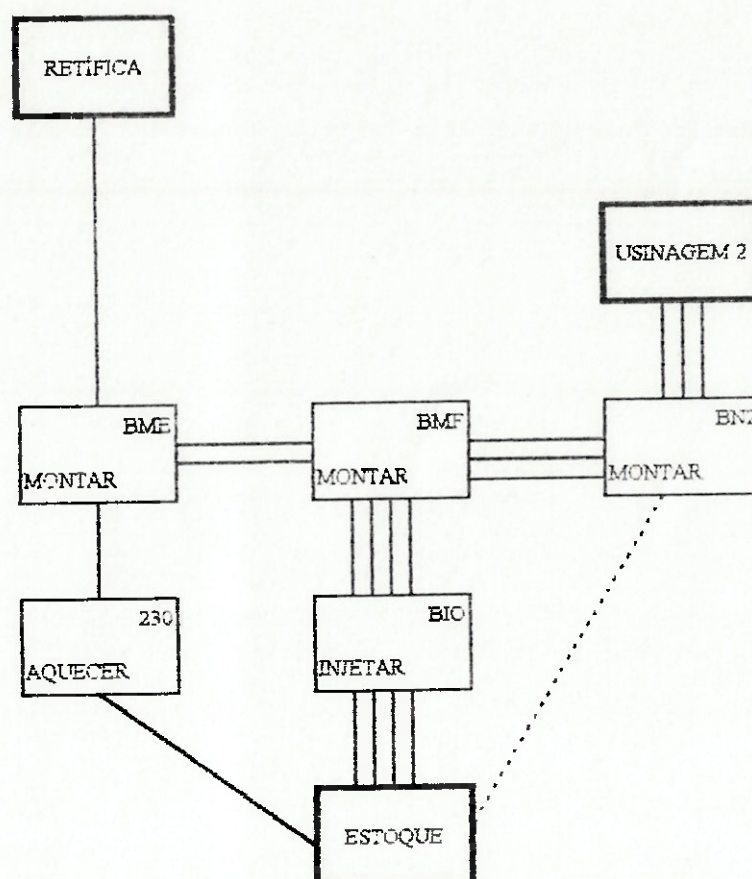 RETÍFICA
USINAGEM 2
BME
MONTAR
BMF
MONTAR
MONTAR
230
AQUECER
BIO
INJETAR
ESTOQUE